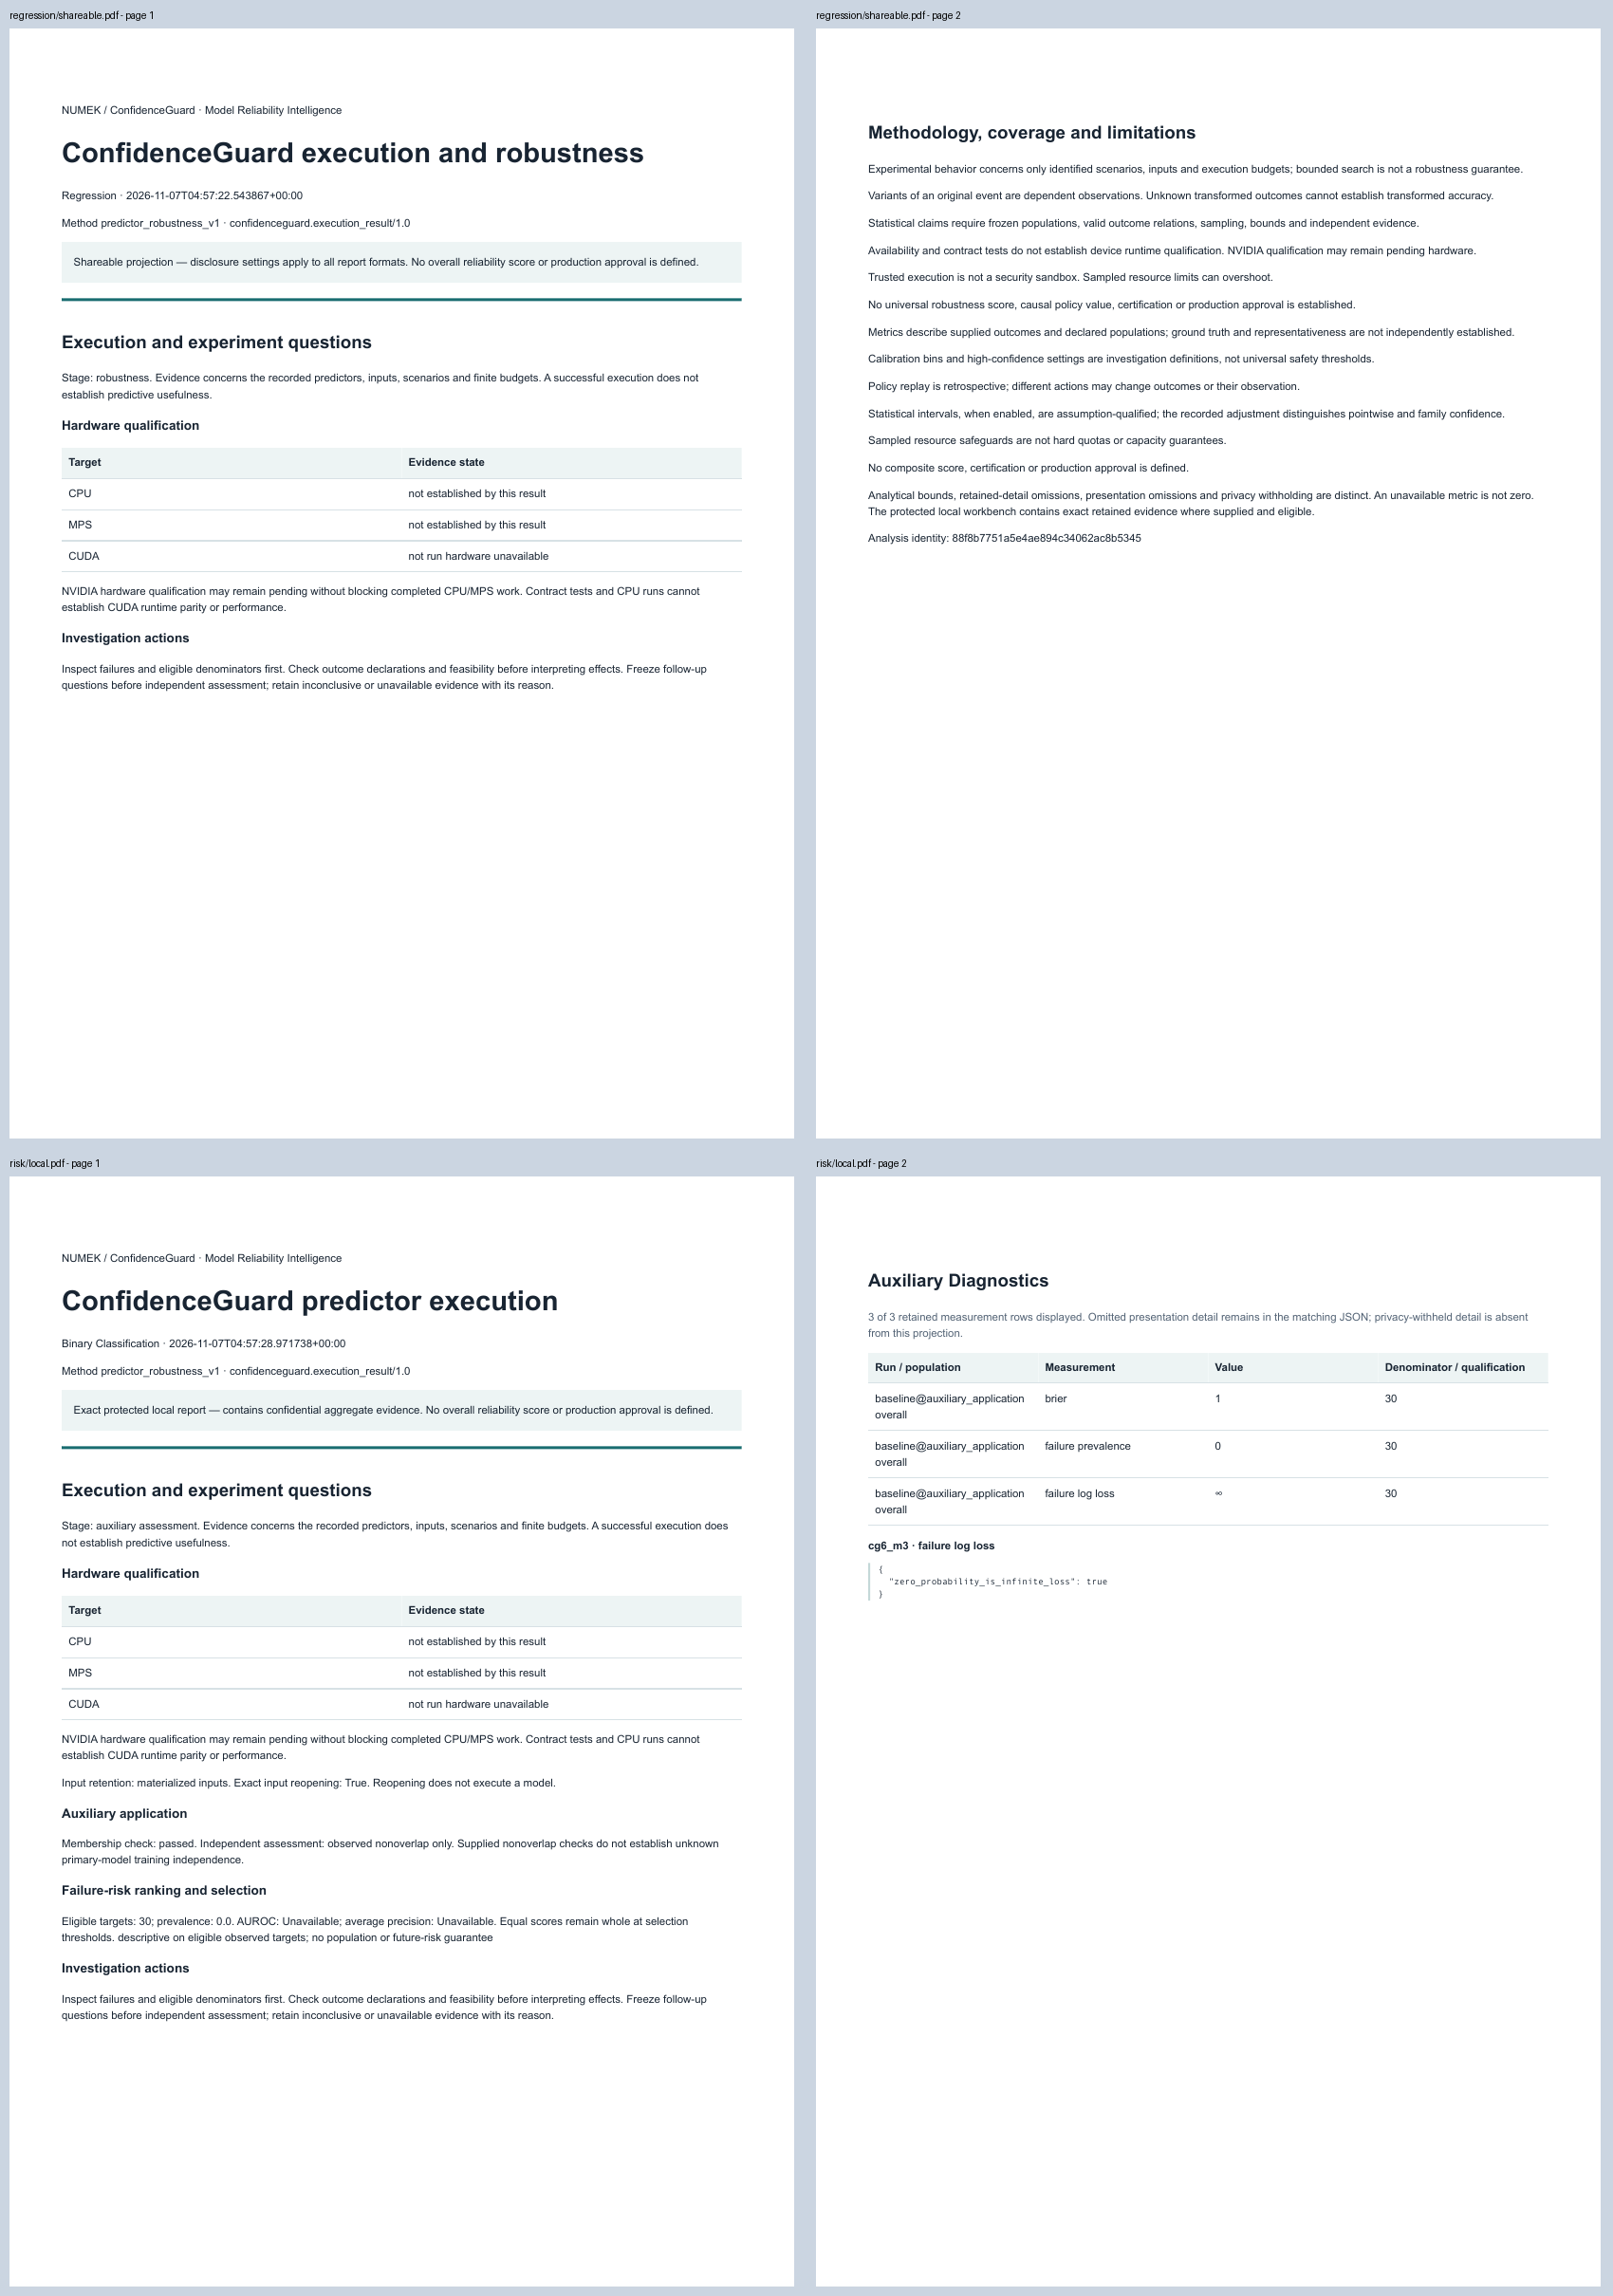 regression/shareable.pdf - page 1
NUMEK / ConfidenceGuard · Model Reliability Intelligence
ConfidenceGuard execution and robustness
Regression · 2026-11-07T04:57:22.543867+00:00
Method predictor_robustness_v1 · confidenceguard.execution_result/1.0
Shareable projection — disclosure settings apply to all report formats. No overall reliability score or production approval is defined.
Execution and experiment questions
Stage: robustness. Evidence concerns the recorded predictors, inputs, scenarios and finite budgets. A successful execution does not
establish predictive usefulness.
Hardware qualification
Target Evidence state
CPU not established by this result
MPS not established by this result
CUDA not run hardware unavailable
NVIDIA hardware qualification may remain pending without blocking completed CPU/MPS work. Contract tests and CPU runs cannot
establish CUDA runtime parity or performance.
Investigation actions
Inspect failures and eligible denominators first. Check outcome declarations and feasibility before interpreting effects. Freeze follow-up
questions before independent assessment; retain inconclusive or unavailable evidence with its reason.
regression/shareable.pdf - page 2
Methodology, coverage and limitations
Experimental behavior concerns only identified scenarios, inputs and execution budgets; bounded search is not a robustness guarantee.
Variants of an original event are dependent observations. Unknown transformed outcomes cannot establish transformed accuracy.
Statistical claims require frozen populations, valid outcome relations, sampling, bounds and independent evidence.
Availability and contract tests do not establish device runtime qualification. NVIDIA qualification may remain pending hardware.
Trusted execution is not a security sandbox. Sampled resource limits can overshoot.
No universal robustness score, causal policy value, certification or production approval is established.
Metrics describe supplied outcomes and declared populations; ground truth and representativeness are not independently established.
Calibration bins and high-confidence settings are investigation definitions, not universal safety thresholds.
Policy replay is retrospective; different actions may change outcomes or their observation.
Statistical intervals, when enabled, are assumption-qualified; the recorded adjustment distinguishes pointwise and family confidence.
Sampled resource safeguards are not hard quotas or capacity guarantees.
No composite score, certification or production approval is defined.
Analytical bounds, retained-detail omissions, presentation omissions and privacy withholding are distinct. An unavailable metric is not zero.
The protected local workbench contains exact retained evidence where supplied and eligible.
Analysis identity: 88f8b7751a5e4ae894c34062ac8b5345
risk/local.pdf - page 1
NUMEK / ConfidenceGuard · Model Reliability Intelligence
ConfidenceGuard predictor execution
Binary Classification · 2026-11-07T04:57:28.971738+00:00
Method predictor_robustness_v1 · confidenceguard.execution_result/1.0
Exact protected local report — contains confidential aggregate evidence. No overall reliability score or production approval is defined.
Execution and experiment questions
Stage: auxiliary assessment. Evidence concerns the recorded predictors, inputs, scenarios and finite budgets. A successful execution does
not establish predictive usefulness.
Hardware qualification
Target Evidence state
CPU not established by this result
MPS not established by this result
CUDA not run hardware unavailable
NVIDIA hardware qualification may remain pending without blocking completed CPU/MPS work. Contract tests and CPU runs cannot
establish CUDA runtime parity or performance.
Input retention: materialized inputs. Exact input reopening: True. Reopening does not execute a model.
Auxiliary application
Membership check: passed. Independent assessment: observed nonoverlap only. Supplied nonoverlap checks do not establish unknown
primary-model training independence.
Failure-risk ranking and selection
Eligible targets: 30; prevalence: 0.0. AUROC: Unavailable; average precision: Unavailable. Equal scores remain whole at selection
thresholds. descriptive on eligible observed targets; no population or future-risk guarantee
Investigation actions
Inspect failures and eligible denominators first. Check outcome declarations and feasibility before interpreting effects. Freeze follow-up
questions before independent assessment; retain inconclusive or unavailable evidence with its reason.
risk/local.pdf - page 2
Auxiliary Diagnostics
3 of 3 retained measurement rows displayed. Omitted presentation detail remains in the matching JSON; privacy-withheld detail is absent
from this projection.
Run / population Measurement Value Denominator / qualification
baseline@auxiliary_application brier 1 30
overall
baseline@auxiliary_application failure prevalence 0 30
overall
baseline@auxiliary_application failure log loss ∞ 30
overall
cg6_m3 · failure log loss
{
"zero_probability_is_infinite_loss": true
}